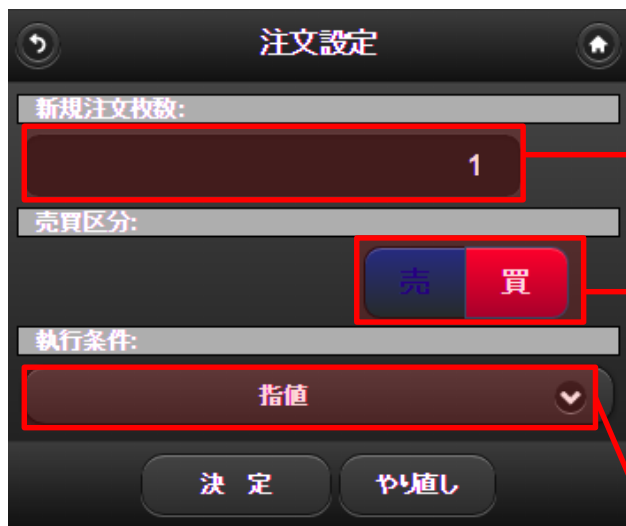 注文設定
新規注文枚数:
1
売買区分:
売 買
執行条件:
指値
決 定 やり直し